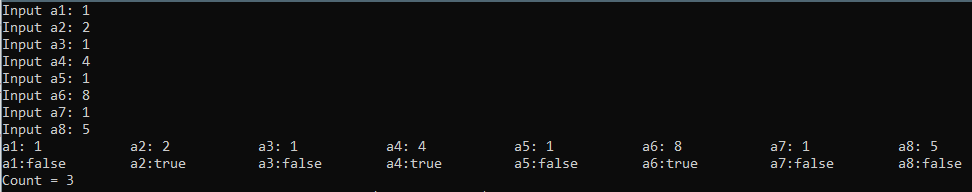 Input a1: 1
Input a2: 2
Input a3: 1
Input a4: 4
Input a5: 1
Input a6: 8
Input a7: 1
Input a8: 5
a1: 1 a2: 2 a3: 1 a4: 4 a5: 1 a6: 8 a7: 1 a8: 5
a1:false a2:true a3:false a4:true a5:false a6:true a7:false a8:false
Count = 3